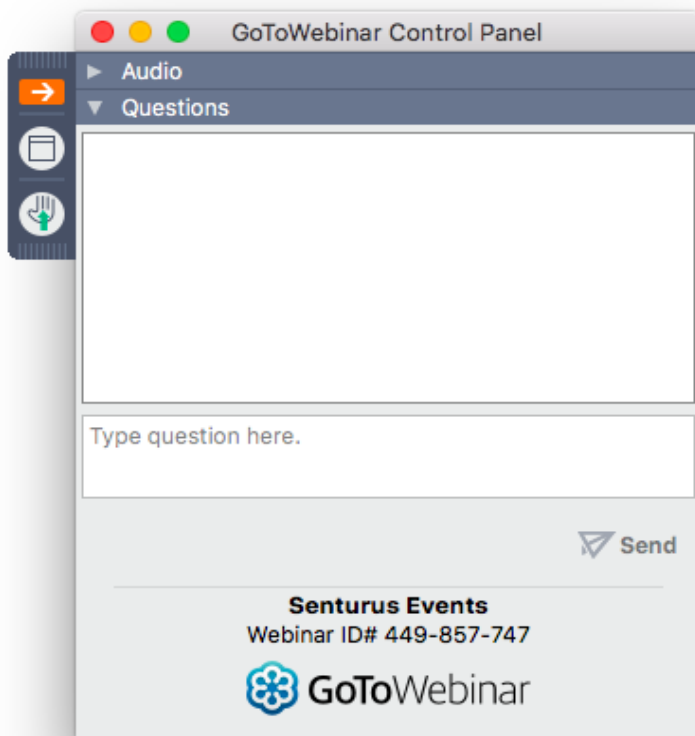 GoToWebinar Control Panel
Audio
Questions
Type question here.
Send
Senturus Events
Webinar ID# 449-857-747
GoToWebinar